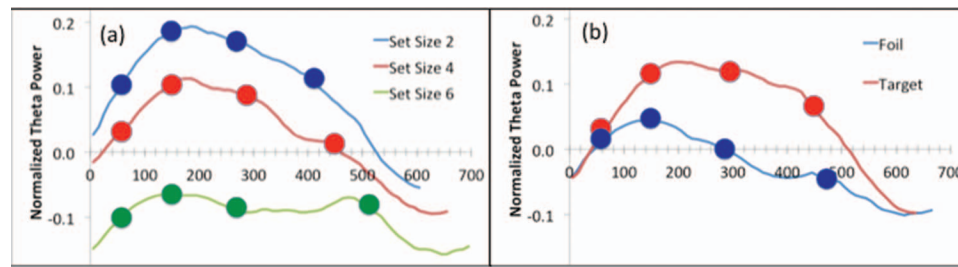 (a)
Normalized Theta Power
0.2
0.1
0.0
-0.1
0 100 200 300 400 500 600 700
Set Size 2
Set Size 4
Set Size 6
(b)
Normalized Theta Power
0.2
0.1
0.0
-0.1
0 100 200 300 400 500 600 700
Foil
Target